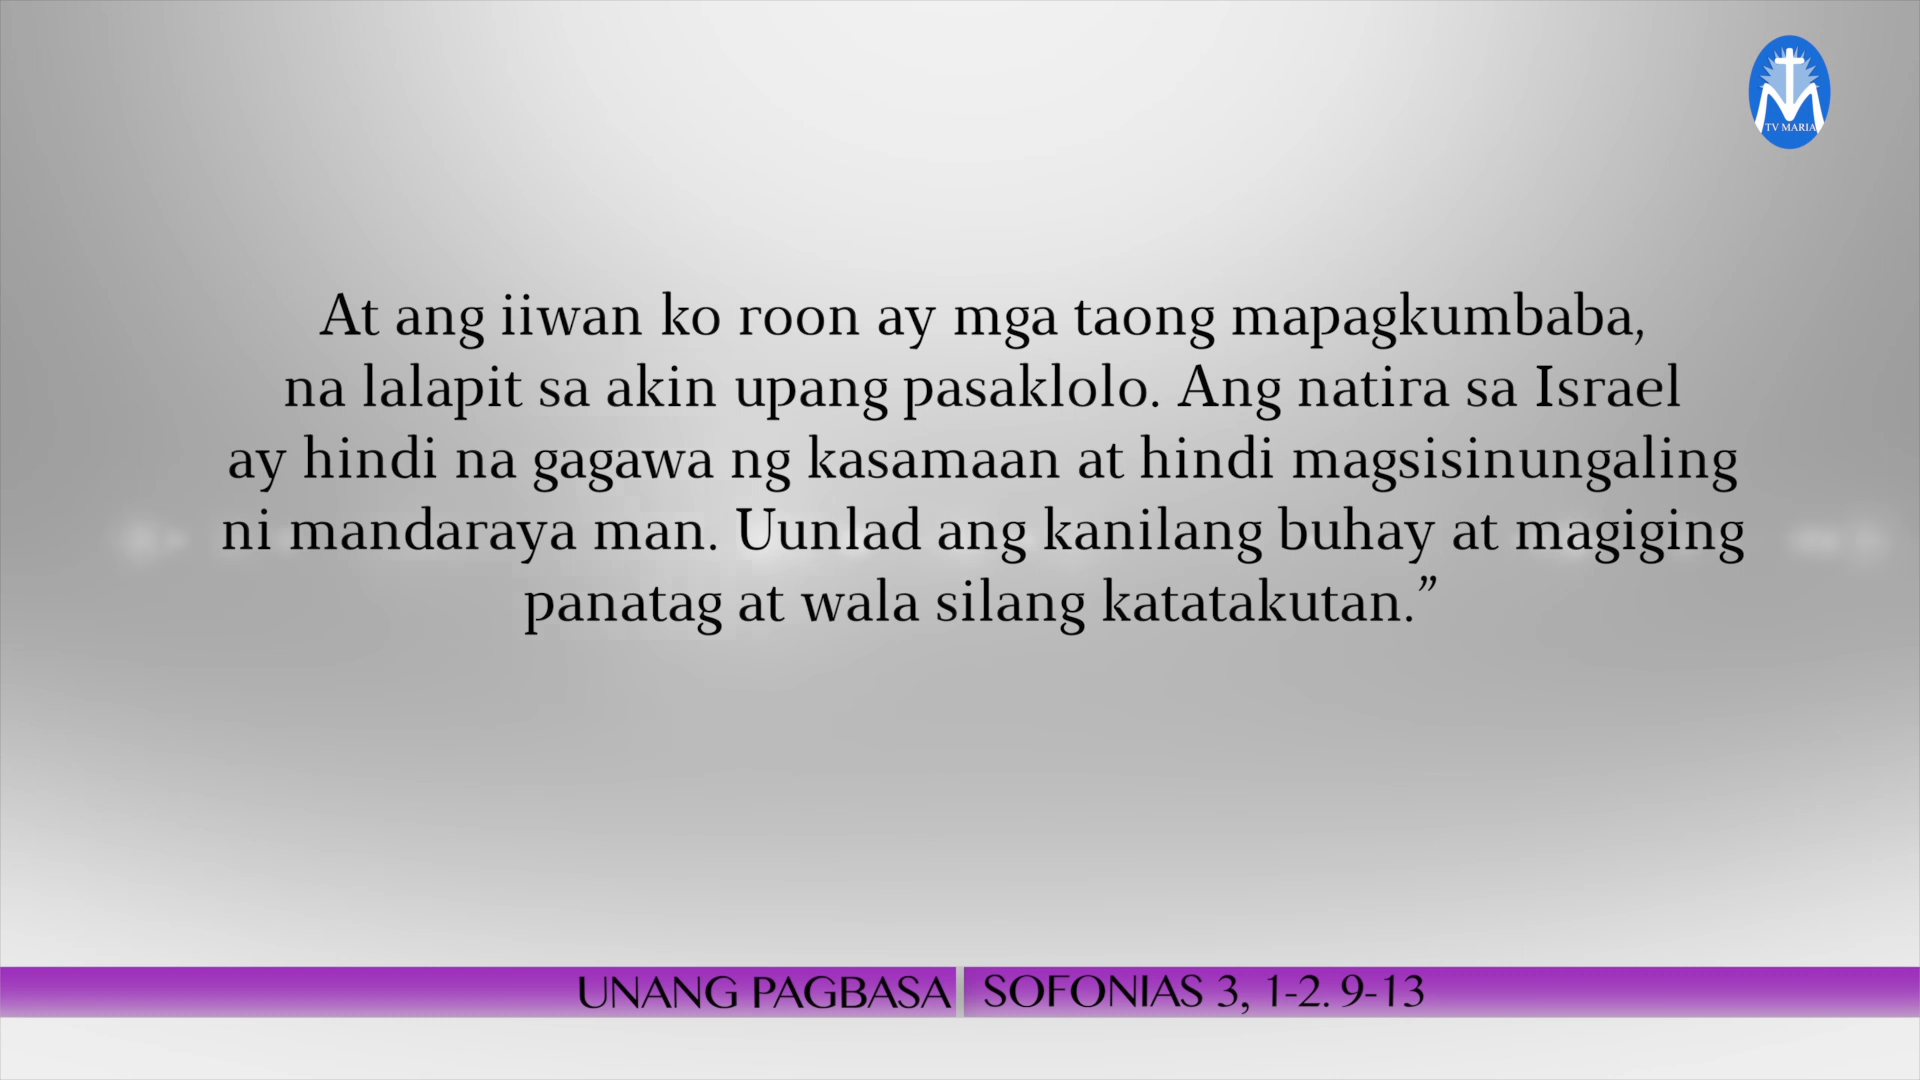 TV MARIA
At ang iiwan ko roon ay mga taong mapagkumbaba,
na lalapit sa akin upang pasaklolo. Ang natira sa Israel
ay hindi na gagawa ng kasamaan at hindi magsisinungaling
ni mandaraya man. Uunlad ang kanilang buhay at magiging
panatag at wala silang katatakutan.”
UNANG PAGBASA SOFONIAS 3, 1-2. 9-13